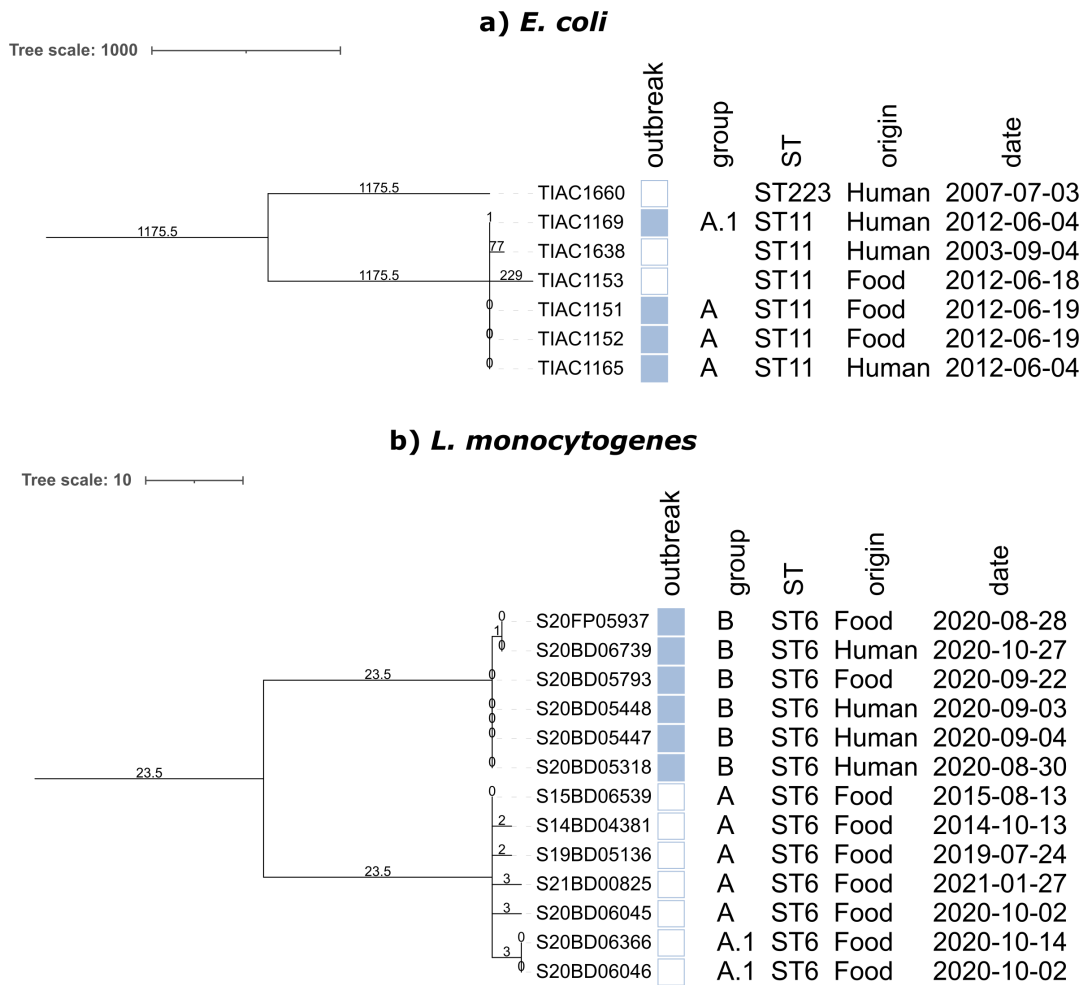 a) E. coli
Tree scale: 1000
outbreak group ST origin date
1175.5 TIAC1660 ST223 Human 2007-07-03
1 TIAC1169 A.1 ST11 Human 2012-06-04
1175.5
77 TIAC1638 ST11 Human 2003-09-04
1175.5 229 TIAC1153 ST11 Food 2012-06-18
0 TIAC1151 A ST11 Food 2012-06-19
0 TIAC1152 A ST11 Food 2012-06-19
0 TIAC1165 A ST11 Human 2012-06-04
b) L. monocytogenes
Tree scale: 10
outbreak group ST origin date
0 S20FP05937 B ST6 Food 2020-08-28
1
0 S20BD06739 B ST6 Human 2020-10-27
23.5 0 S20BD05793 B ST6 Food 2020-09-22
0 S20BD05448 B ST6 Human 2020-09-03
0
0 S20BD05447 B ST6 Human 2020-09-04
0 S20BD05318 B ST6 Human 2020-08-30
23.5
0 S15BD06539 A ST6 Food 2015-08-13
2 S14BD04381 A ST6 Food 2014-10-13
2 S19BD05136 A ST6 Food 2019-07-24
23.5 3 S21BD00825 A ST6 Food 2021-01-27
3 S20BD06045 A ST6 Food 2020-10-02
0 S20BD06366 A.1 ST6 Food 2020-10-14
3
0 S20BD06046 A.1 ST6 Food 2020-10-02